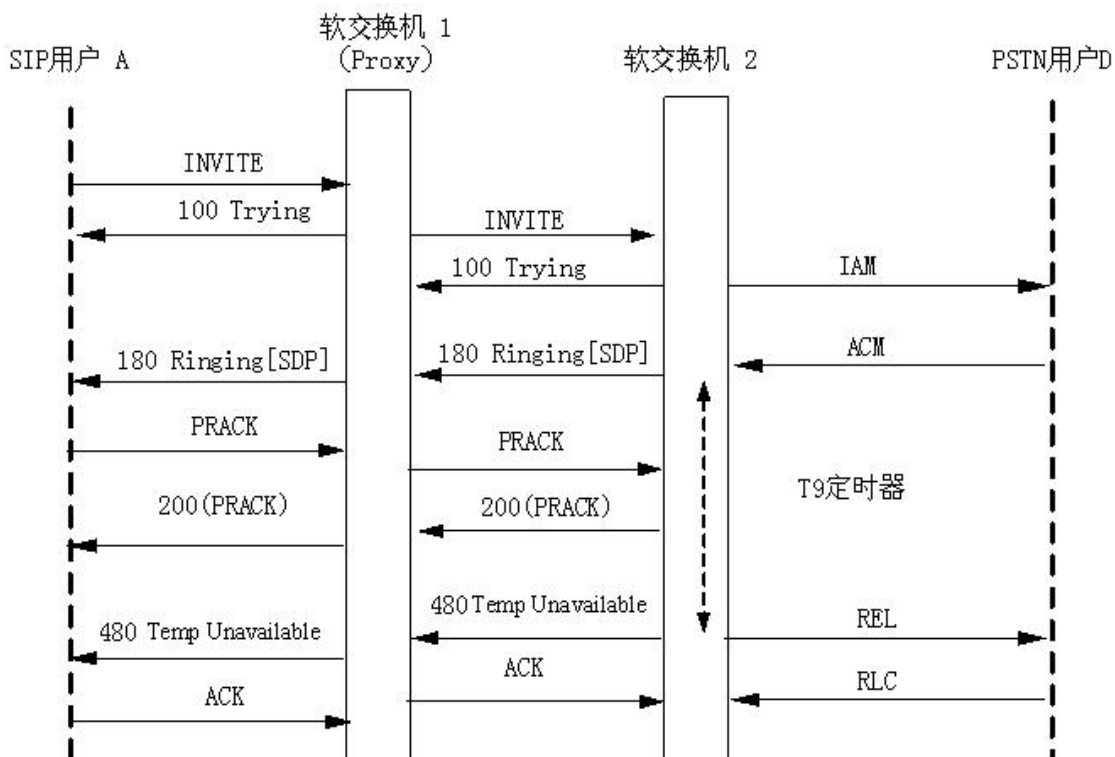 SIP用户 A
软交换机 1
(Proxy)
软交换机 2
PSTN用户D
INVITE
100 Trying
INVITE
100 Trying
IAM
180 Ringing[SDP]
180 Ringing[SDP]
ACM
PRACK
PRACK
T9定时器
200(PRACK)
200(PRACK)
480 Temp Unavailable
480 Temp Unavailable
REL
ACK
ACK
RLC